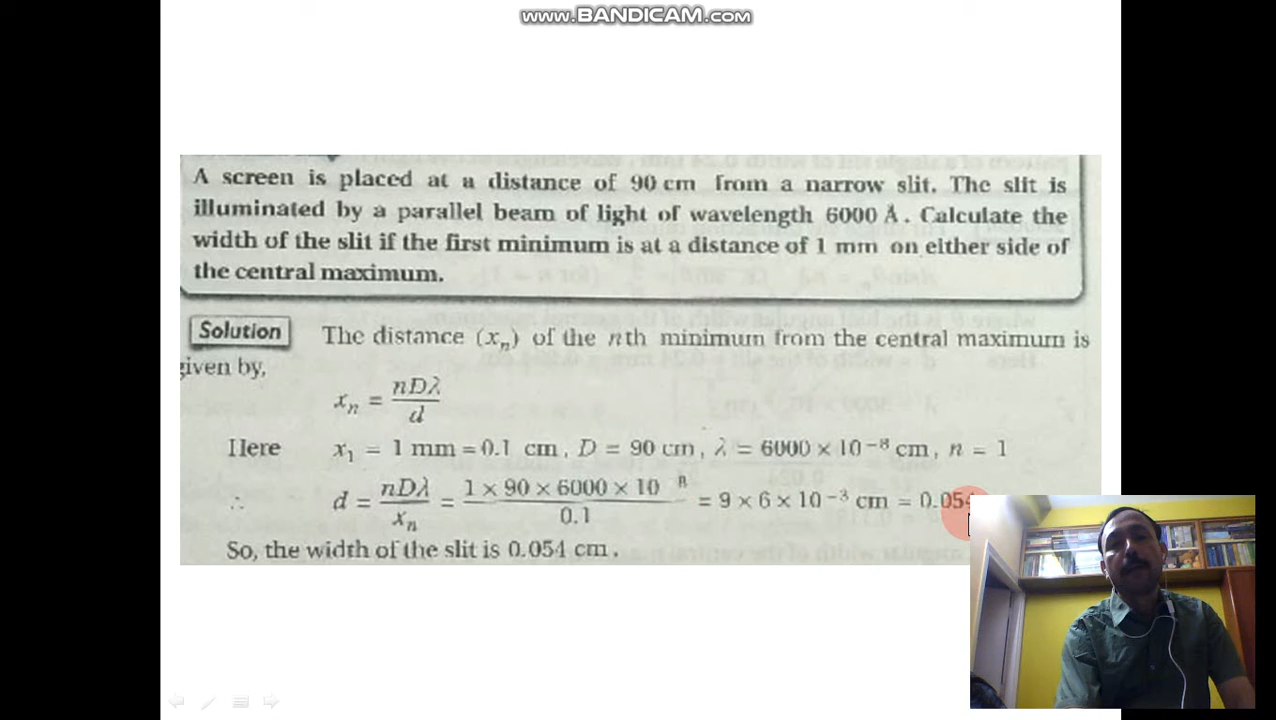 www.BANDICAM.com
A screen is placed at a distance of 90 cm from a narrow slit. The slit is
illuminated by a parallel beam of light of wavelength 6000 Å. Calculate the
width of the slit if the first minimum is at a distance of 1 mm on either side of
the central maximum.
Solution The distance (xₙ) of the nth minimum from the central maximum is
given by,
xₙ = nDλ / d
Here x₁ = 1 mm = 0.1 cm, D = 90 cm, λ = 6000 × 10⁻⁸ cm, n = 1
∴ d = nDλ / xₙ = 1 × 90 × 6000 × 10⁻⁸ / 0.1 = 9 × 6 × 10⁻³ cm = 0.054
So, the width of the slit is 0.054 cm.